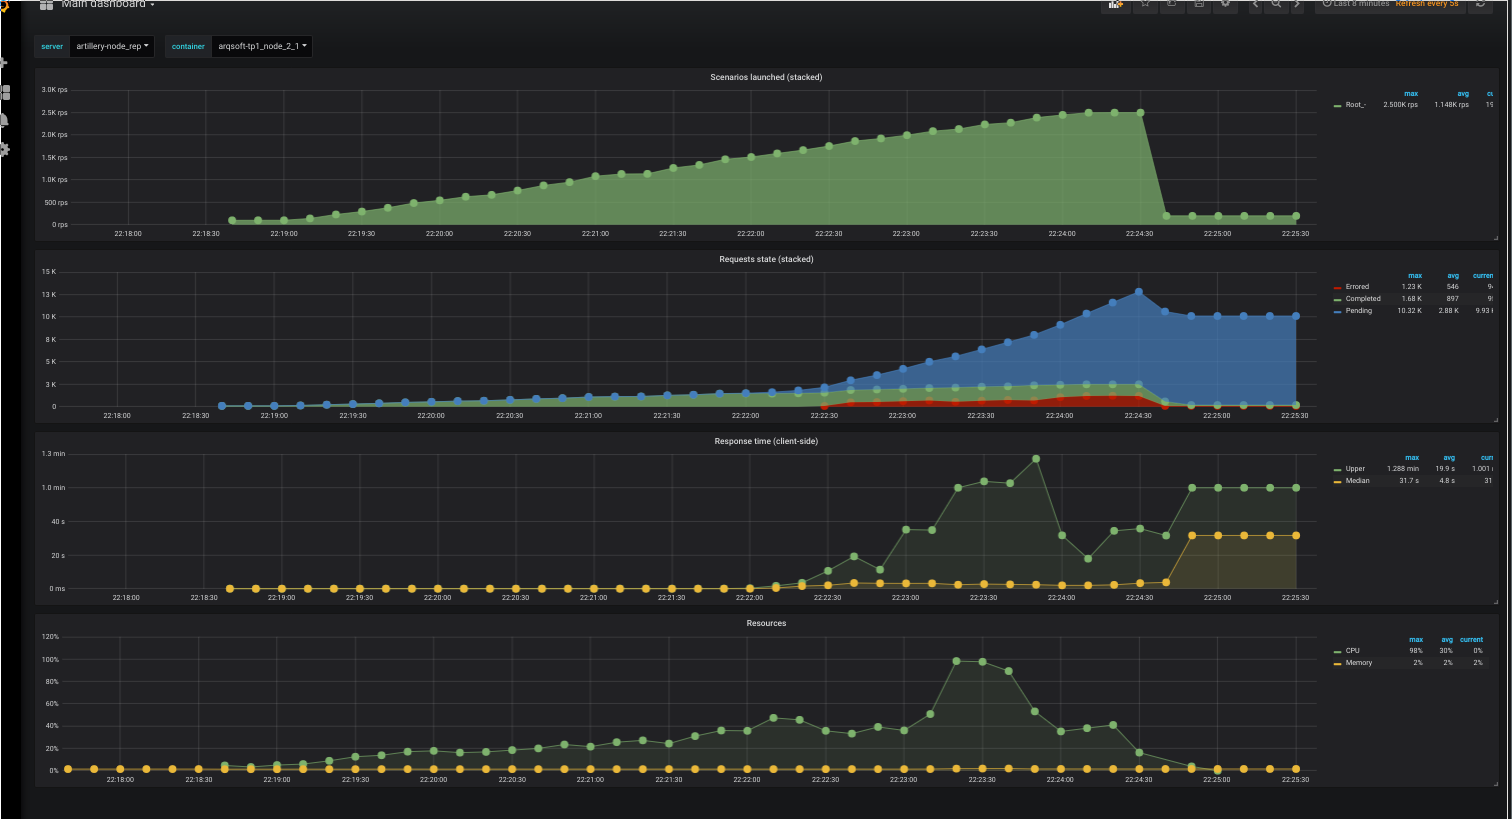 Main dashboard
Last 8 minutes Refresh every 5s
server artillery-node_rep container arqsoft-tp1_node_2_1
Scenarios launched (stacked)
3.0K rps
2.5K rps
2.0K rps
1.5K rps
1.0K rps
500 rps
0 rps
22:18:00 22:18:30 22:19:00 22:19:30 22:20:00 22:20:30 22:21:00 22:21:30 22:22:00 22:22:30 22:23:00 22:23:30 22:24:00 22:24:30 22:25:00 22:25:30
max avg
Root_- 2.500K rps 1.148K rps 19
Requests state (stacked)
15 K
13 K
10 K
8 K
5 K
3 K
0
22:18:00 22:18:30 22:19:00 22:19:30 22:20:00 22:20:30 22:21:00 22:21:30 22:22:00 22:22:30 22:23:00 22:23:30 22:24:00 22:24:30 22:25:00 22:25:30
max avg curren
Errored 1.23 K 546
Completed 1.68 K 897
Pending 10.32 K 2.88 K 9.93
Response time (client-side)
1.3 min
1.0 min
40 s
20 s
0 ms
22:18:00 22:18:30 22:19:00 22:19:30 22:20:00 22:20:30 22:21:00 22:21:30 22:22:00 22:22:30 22:23:00 22:23:30 22:24:00 22:24:30 22:25:00 22:25:30
max avg curr
Upper 1.288 min 19.9 s 1.001
Median 31.7 s 4.8 s 31
Resources
120%
100%
80%
60%
40%
20%
0%
22:18:00 22:18:30 22:19:00 22:19:30 22:20:00 22:20:30 22:21:00 22:21:30 22:22:00 22:22:30 22:23:00 22:23:30 22:24:00 22:24:30 22:25:00 22:25:30
max avg current
CPU 98% 30% 0%
Memory 2% 2% 2%